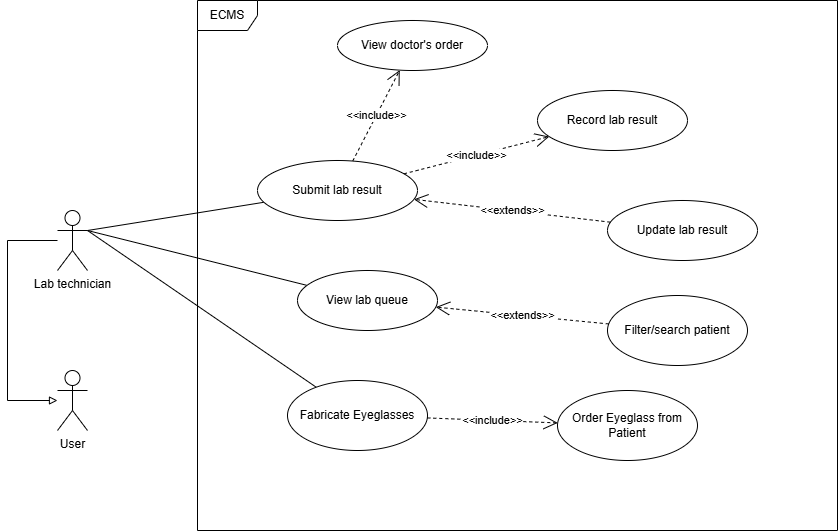 ECMS
View doctor's order
<<include>>
Record lab result
<<include>>
Submit lab result
<<extends>>
Update lab result
Lab technician
View lab queue
<<extends>>
Filter/search patient
Fabricate Eyeglasses
<<include>>
Order Eyeglass from
Patient
User